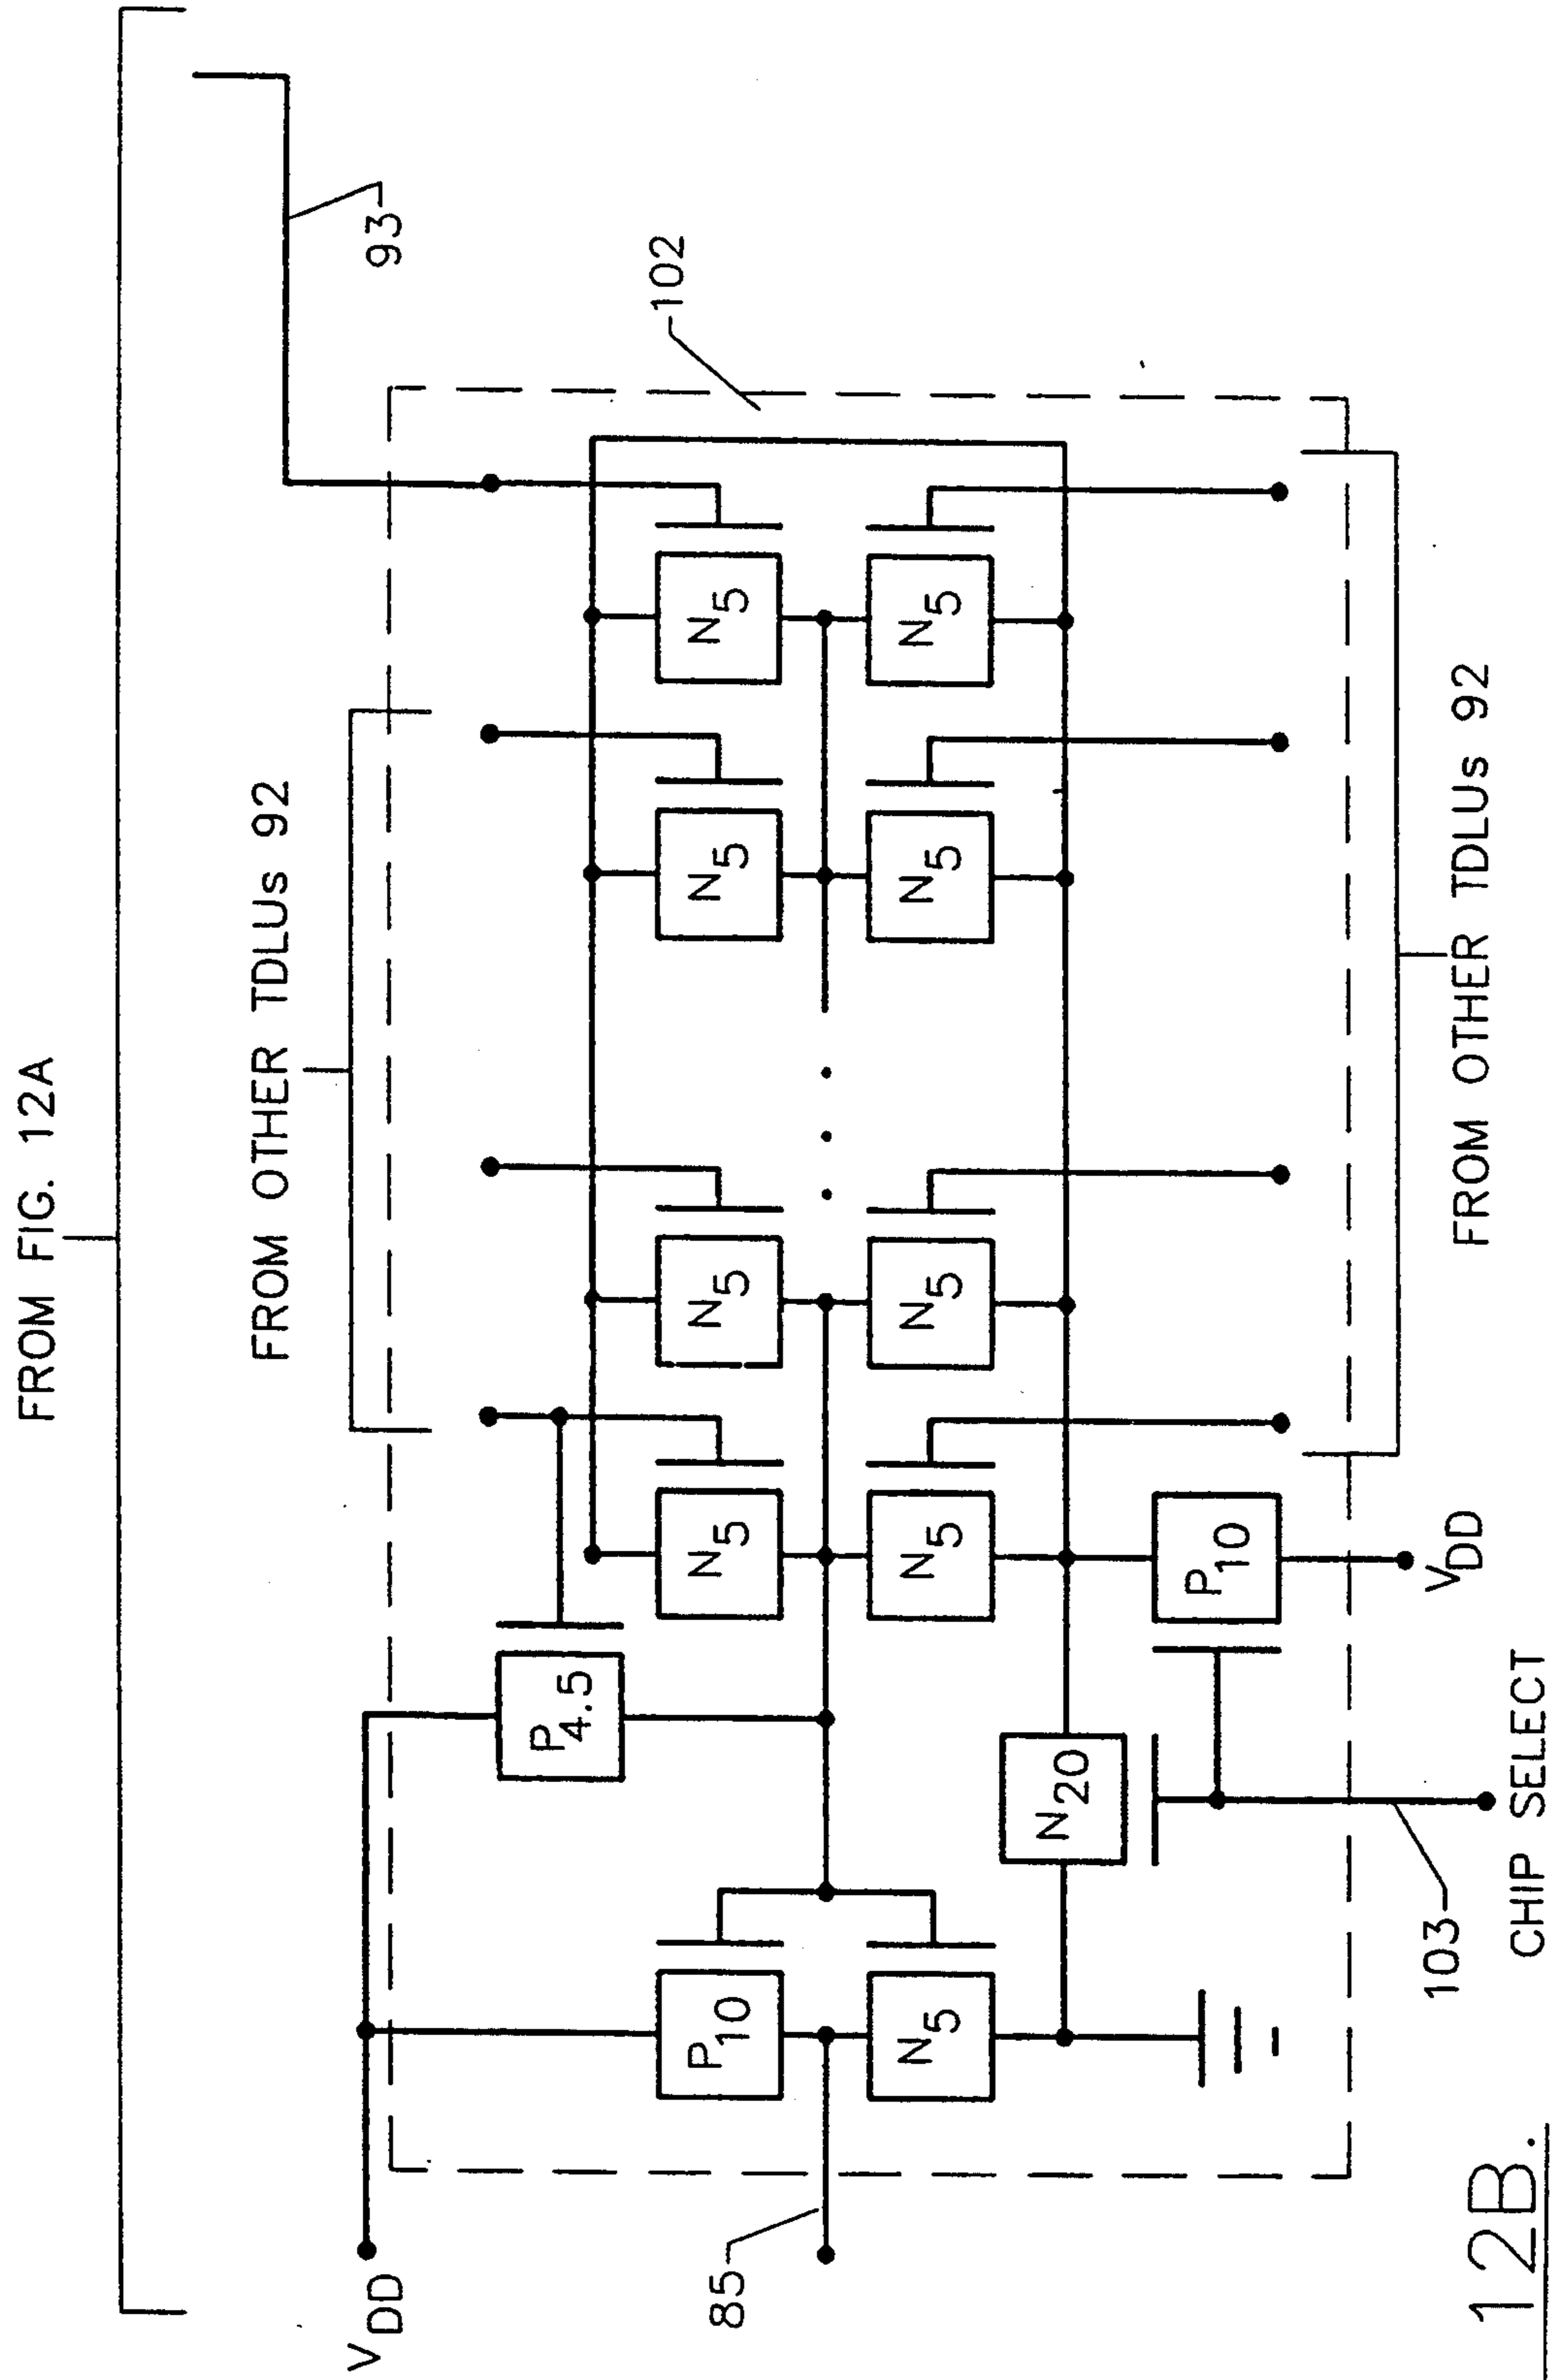 FROM FIG. 12A
FROM OTHER TDLUs 92
93
102
VDD
P4.5
N5
N5
N5
N5
P10
N5
N5
N5
N5
N5
85
N20
P10
VDD
103
CHIP SELECT
FROM OTHER TDLUs 92
12B.